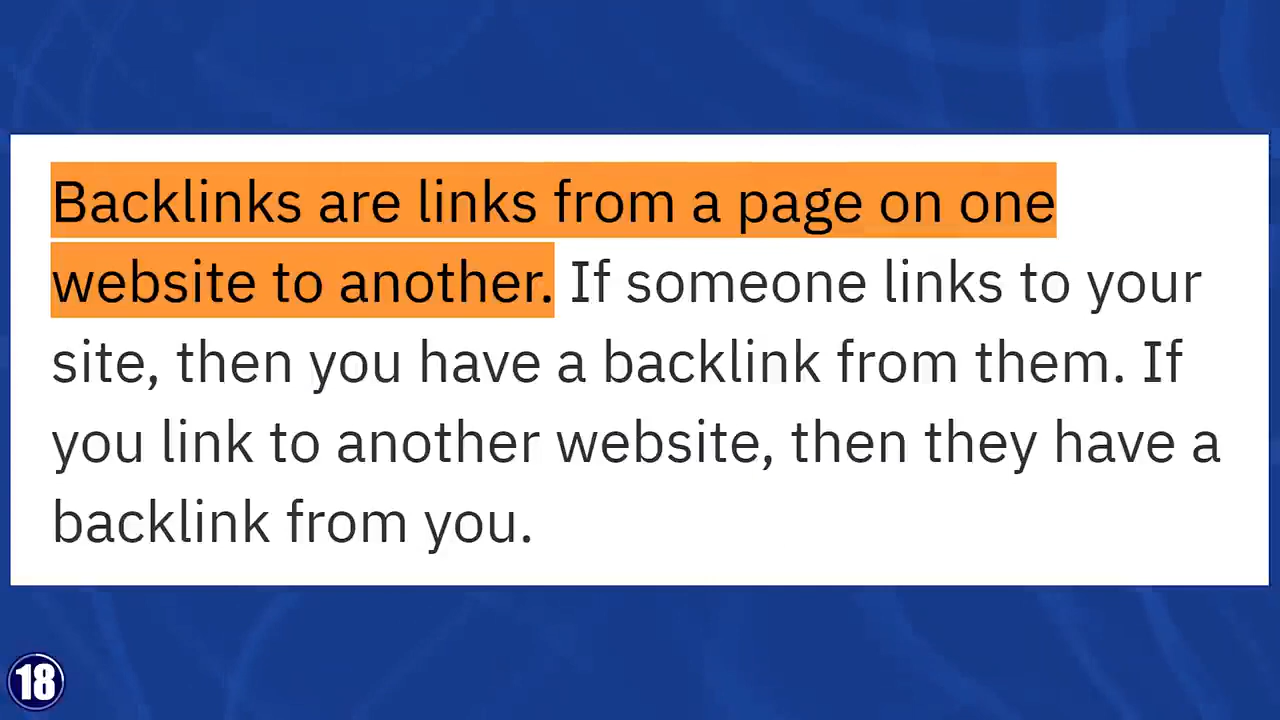 Backlinks are links from a page on one
website to another. If someone links to your
site, then you have a backlink from them. If
you link to another website, then they have a
backlink from you.
18